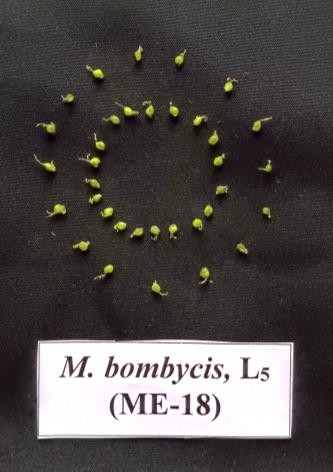 M. bombycis, L₅
(ME-18)